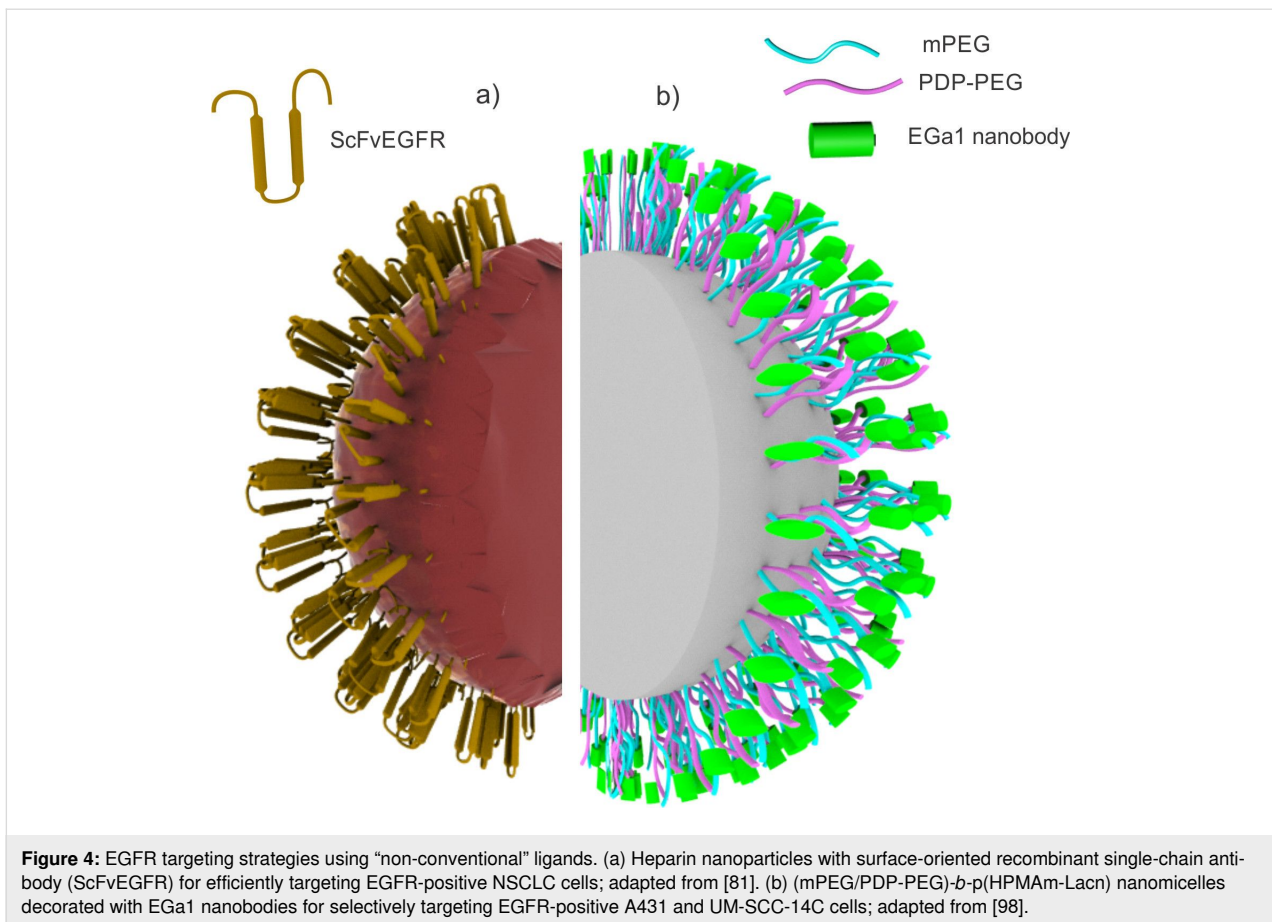 mPEG
a)
b)
PDP-PEG
ScFvEGFR
EGa1 nanobody
Figure 4: EGFR targeting strategies using “non-conventional” ligands. (a) Heparin nanoparticles with surface-oriented recombinant single-chain anti-
body (ScFvEGFR) for efficiently targeting EGFR-positive NSCLC cells; adapted from [81]. (b) (mPEG/PDP-PEG)-b-p(HPMAm-Lacn) nanomicelles
decorated with EGa1 nanobodies for selectively targeting EGFR-positive A431 and UM-SCC-14C cells; adapted from [98].